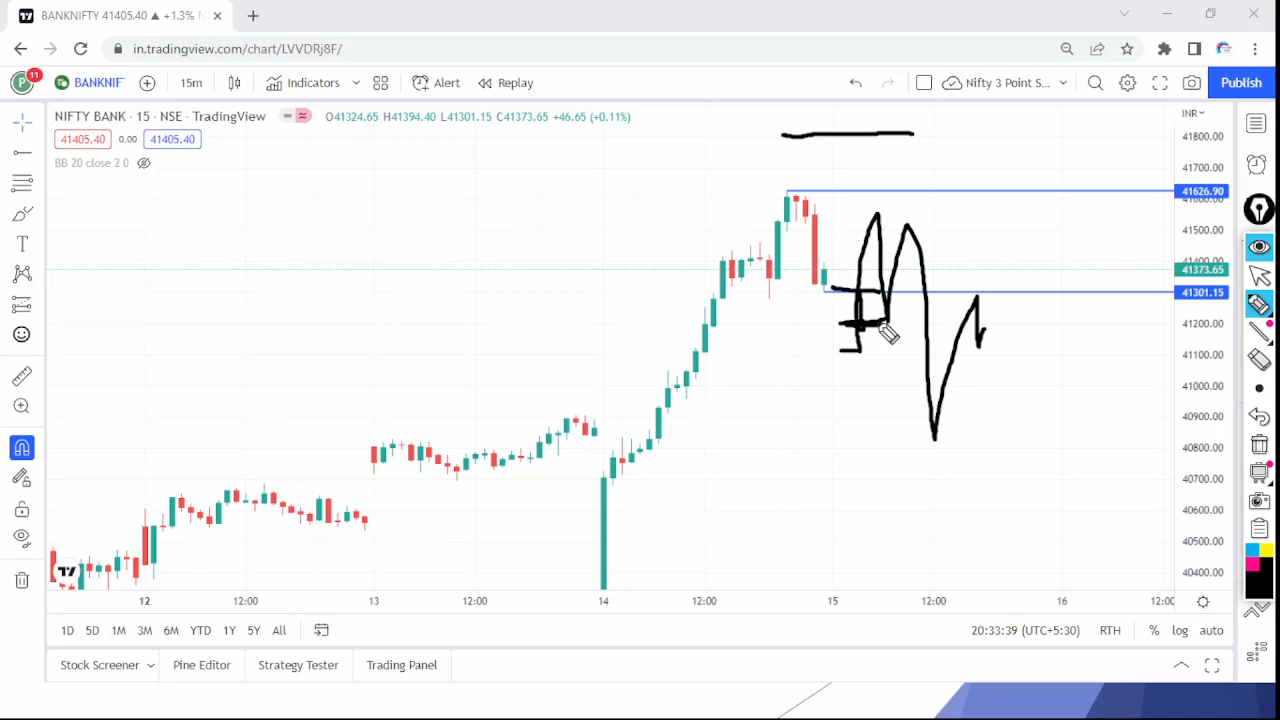 BANKNIFTY 41405.40 ▲ +1.3% N
in.tradingview.com/chart/LVVDRj8F/
P 11 BANKNIF 15m Indicators Alert Replay Nifty 3 Point S... Publish
NIFTY BANK · 15 · NSE · TradingView O41324.65 H41394.40 L41301.15 C41373.65 +46.65 (+0.11%) INR
41405.40 0.00 41405.40
BB 20 close 2 0
41800.00
41700.00
41626.90
41600.00
41500.00
41400.00
41373.65
41301.15
41200.00
41100.00
41000.00
40900.00
40800.00
40700.00
40600.00
40500.00
40400.00
12 12:00 13 12:00 14 12:00 15 12:00 16 12:00
1D 5D 1M 3M 6M YTD 1Y 5Y All 20:33:39 (UTC+5:30) RTH % log auto
Stock Screener Pine Editor Strategy Tester Trading Panel